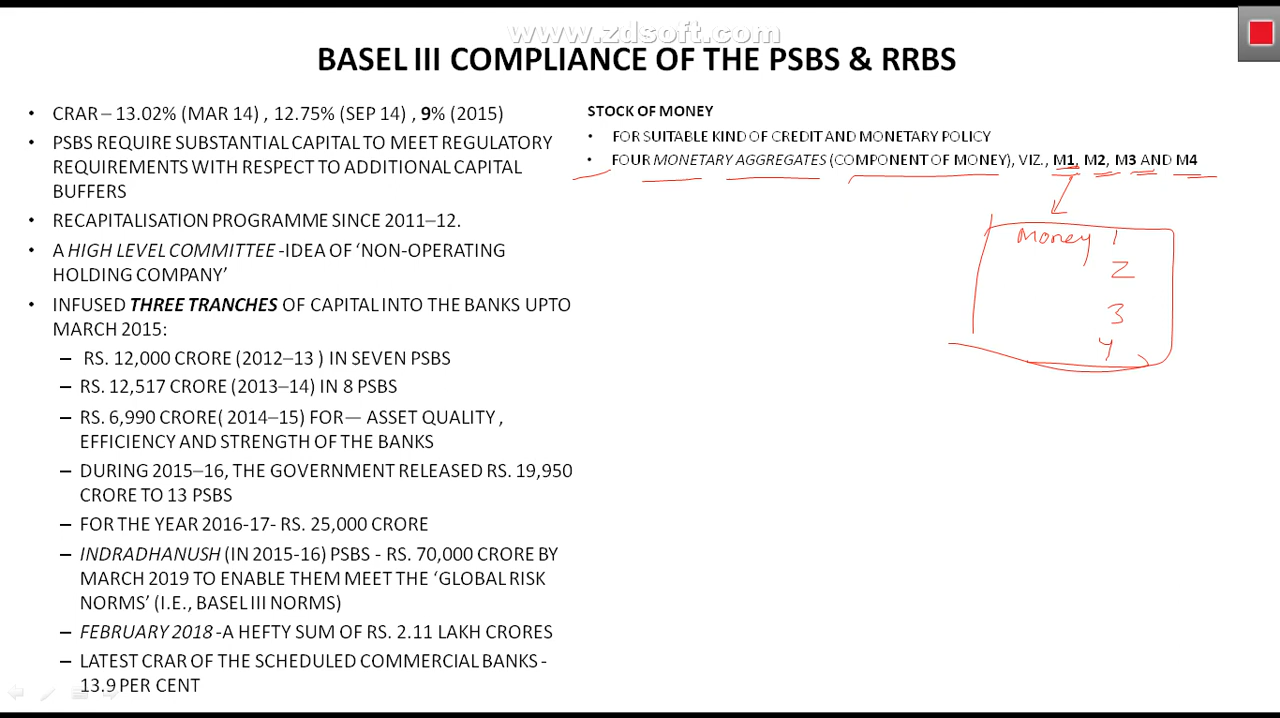 www.zdsoft.com
BASEL III COMPLIANCE OF THE PSBS & RRBS
• CRAR – 13.02% (MAR 14) , 12.75% (SEP 14) , 9% (2015)
• PSBS REQUIRE SUBSTANTIAL CAPITAL TO MEET REGULATORY
REQUIREMENTS WITH RESPECT TO ADDITIONAL CAPITAL
BUFFERS
• RECAPITALISATION PROGRAMME SINCE 2011–12.
• A HIGH LEVEL COMMITTEE -IDEA OF ‘NON-OPERATING
HOLDING COMPANY’
• INFUSED THREE TRANCHES OF CAPITAL INTO THE BANKS UPTO
MARCH 2015:
– RS. 12,000 CRORE (2012–13 ) IN SEVEN PSBS
– RS. 12,517 CRORE (2013–14) IN 8 PSBS
– RS. 6,990 CRORE( 2014–15) FOR— ASSET QUALITY ,
EFFICIENCY AND STRENGTH OF THE BANKS
– DURING 2015–16, THE GOVERNMENT RELEASED RS. 19,950
CRORE TO 13 PSBS
– FOR THE YEAR 2016-17- RS. 25,000 CRORE
– INDRADHANUSH (IN 2015-16) PSBS - RS. 70,000 CRORE BY
MARCH 2019 TO ENABLE THEM MEET THE ‘GLOBAL RISK
NORMS’ (I.E., BASEL III NORMS)
– FEBRUARY 2018 -A HEFTY SUM OF RS. 2.11 LAKH CRORES
– LATEST CRAR OF THE SCHEDULED COMMERCIAL BANKS -
13.9 PER CENT
STOCK OF MONEY
• FOR SUITABLE KIND OF CREDIT AND MONETARY POLICY
• FOUR MONETARY AGGREGATES (COMPONENT OF MONEY), VIZ., M1, M2, M3 AND M4
Money 1
2
3
4